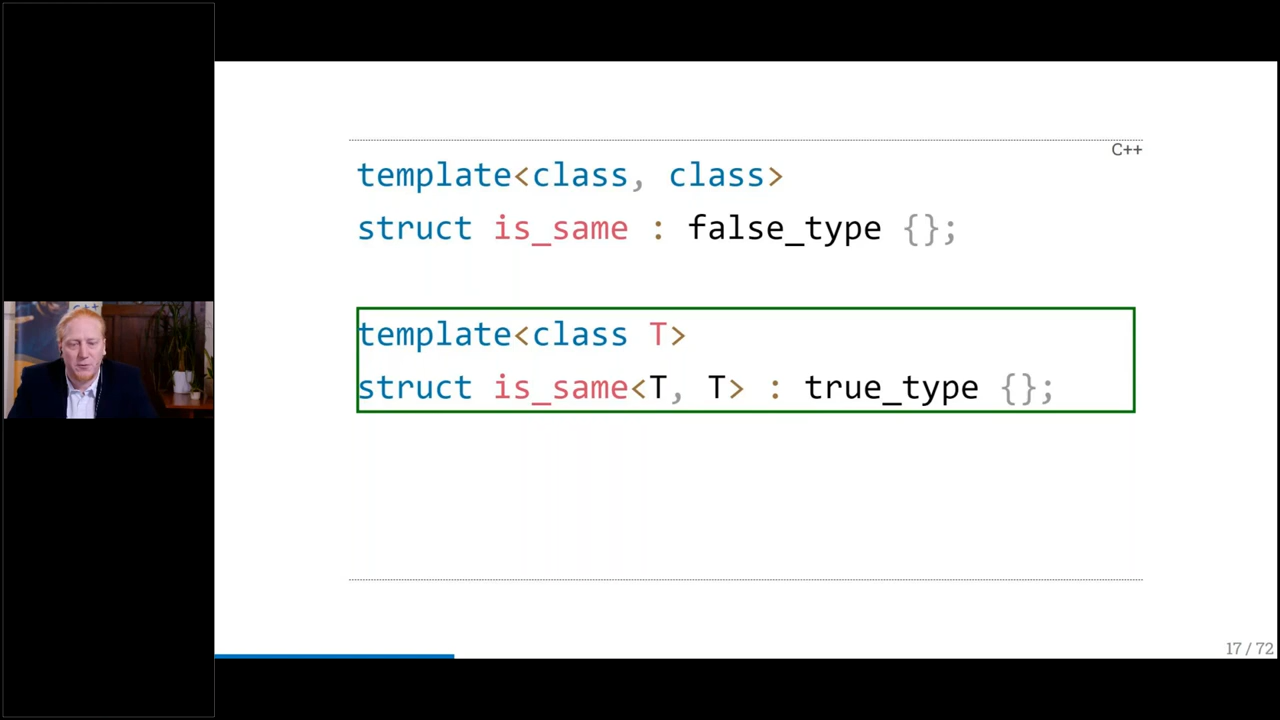 C++
template<class, class>
struct is_same : false_type {};
template<class T>
struct is_same<T, T> : true_type {};
17 / 72
C++